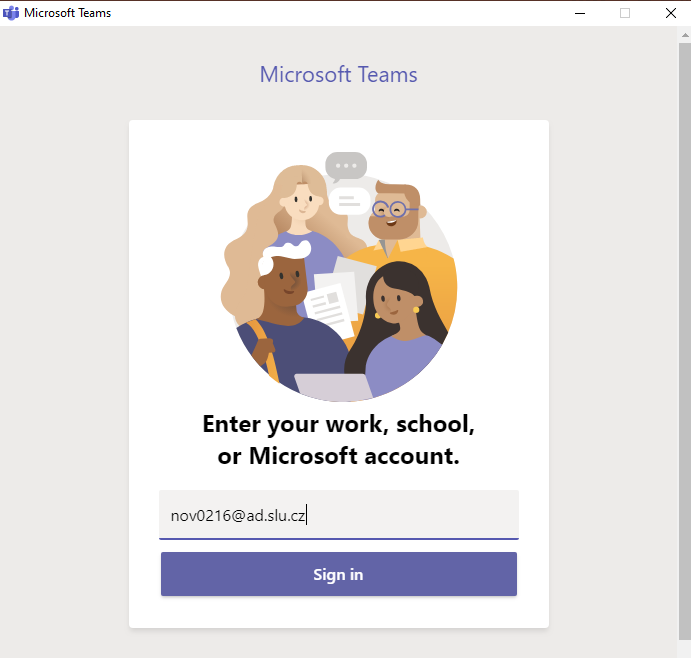 Microsoft Teams
Microsoft Teams
Enter your work, school,
or Microsoft account.
nov0216@ad.slu.cz
Sign in